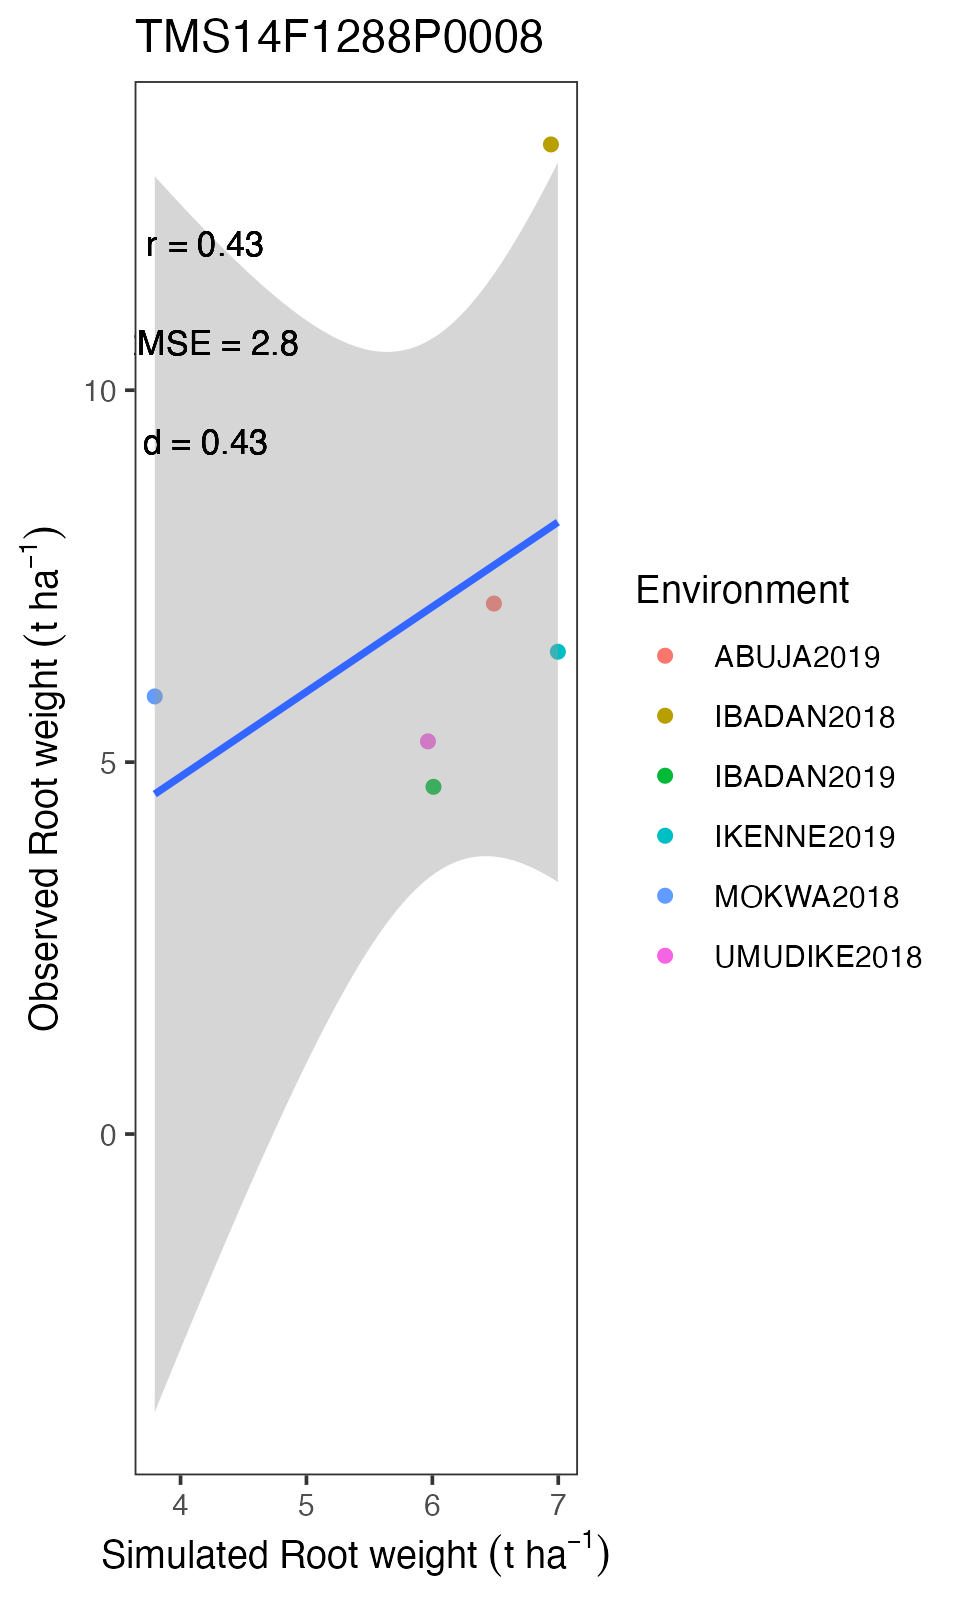 TMS14F1288P0008
r = 0.43
MSE = 2.8
d = 0.43
10
5
0
4 5 6 7
Observed Root weight (t ha⁻¹)
Simulated Root weight (t ha⁻¹)
Environment
ABUJA2019
IBADAN2018
IBADAN2019
IKENNE2019
MOKWA2018
UMUDIKE2018